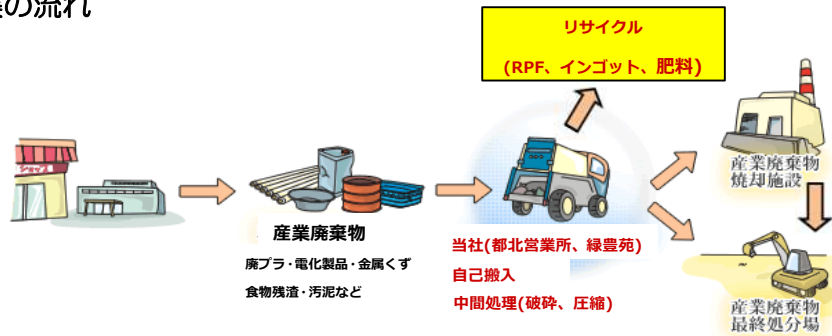 の流れ
リサイクル
(RPF、インゴット、肥料)
ショップ
産業廃棄物
焼却施設
産業廃棄物
廃プラ・電化製品・金属くず
食物残渣・汚泥など
当社(都北営業所、緑豊苑)
自己搬入
中間処理(破砕、圧縮)
産業廃棄物
最終処分場